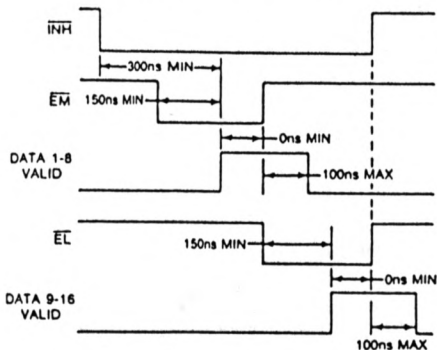 INH
300ns MIN
EM
150ns MIN
0ns MIN
DATA 1-8
VALID
100ns MAX
EL
150ns MIN
0ns MIN
DATA 9-16
VALID
100ns MAX